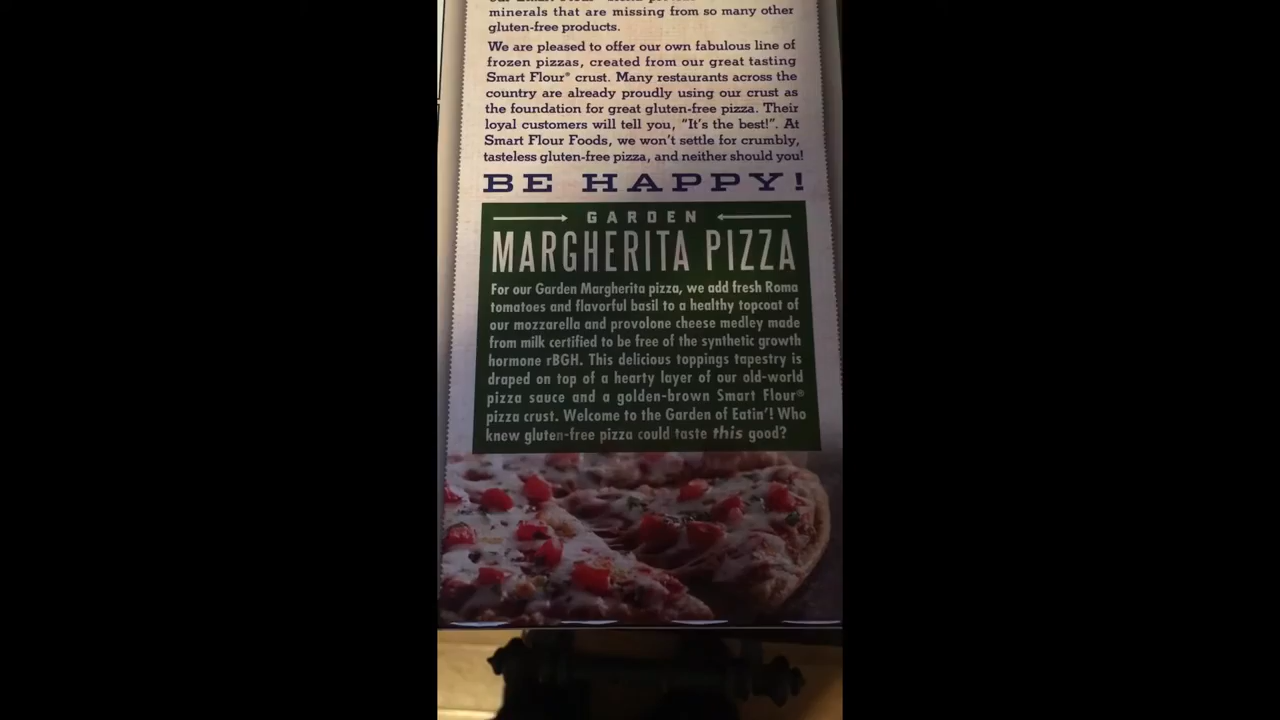 minerals that are missing from so many other
gluten-free products.
We are pleased to offer our own fabulous line of
frozen pizzas, created from our great tasting
Smart Flour® crust. Many restaurants across the
country are already proudly using our crust as
the foundation for great gluten-free pizza. Their
loyal customers will tell you, “It's the best!”. At
Smart Flour Foods, we won't settle for crumbly,
tasteless gluten-free pizza, and neither should you!
BE HAPPY!
GARDEN
MARGHERITA PIZZA
For our Garden Margherita pizza, we add fresh Roma
tomatoes and flavorful basil to a healthy topcoat of
our mozzarella and provolone cheese medley made
from milk certified to be free of the synthetic growth
hormone rBGH. This delicious toppings tapestry is
draped on top of a hearty layer of our old-world
pizza sauce and a golden-brown Smart Flour®
pizza crust. Welcome to the Garden of Eatin'! Who
knew gluten-free pizza could taste this good?